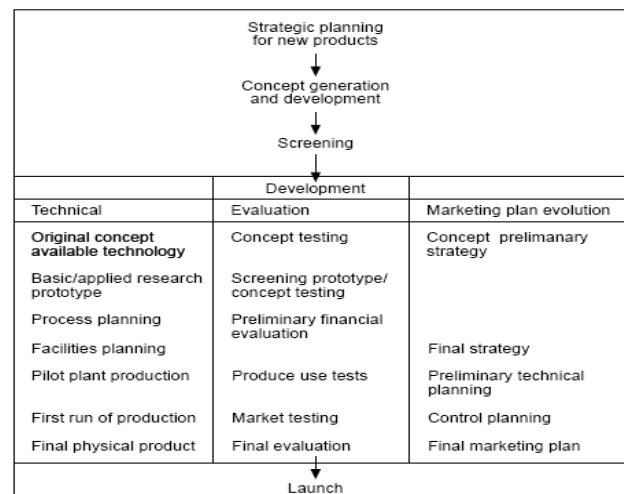 Strategic planning
for new products
Concept generation
and development
Screening
Development
Technical Evaluation Marketing plan evolution
Original concept Concept testing Concept prelimanary
available technology strategy
Basic/applied research Screening prototype/
prototype concept testing
Process planning Preliminary financial
evaluation
Facilities planning Final strategy
Pilot plant production Produce use tests Preliminary technical
planning
First run of production Market testing Control planning
Final physical product Final evaluation Final marketing plan
Launch